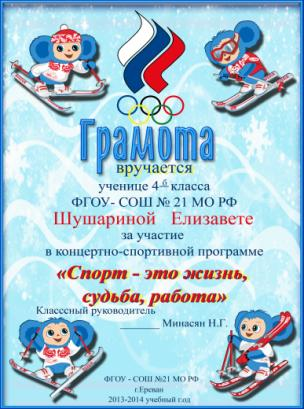 Грамота
вручается
ученице 4 б класса
ФГОУ- СОШ № 21 МО РФ
Шушариной Елизавете
за участие
в концертно-спортивной программе
«Спорт - это жизнь,
судьба, работа»
Классный руководитель
________ Минасян Н.Г.
ФГОУ - СОШ №21 МО РФ
г.Ереван
2013-2014 учебный год